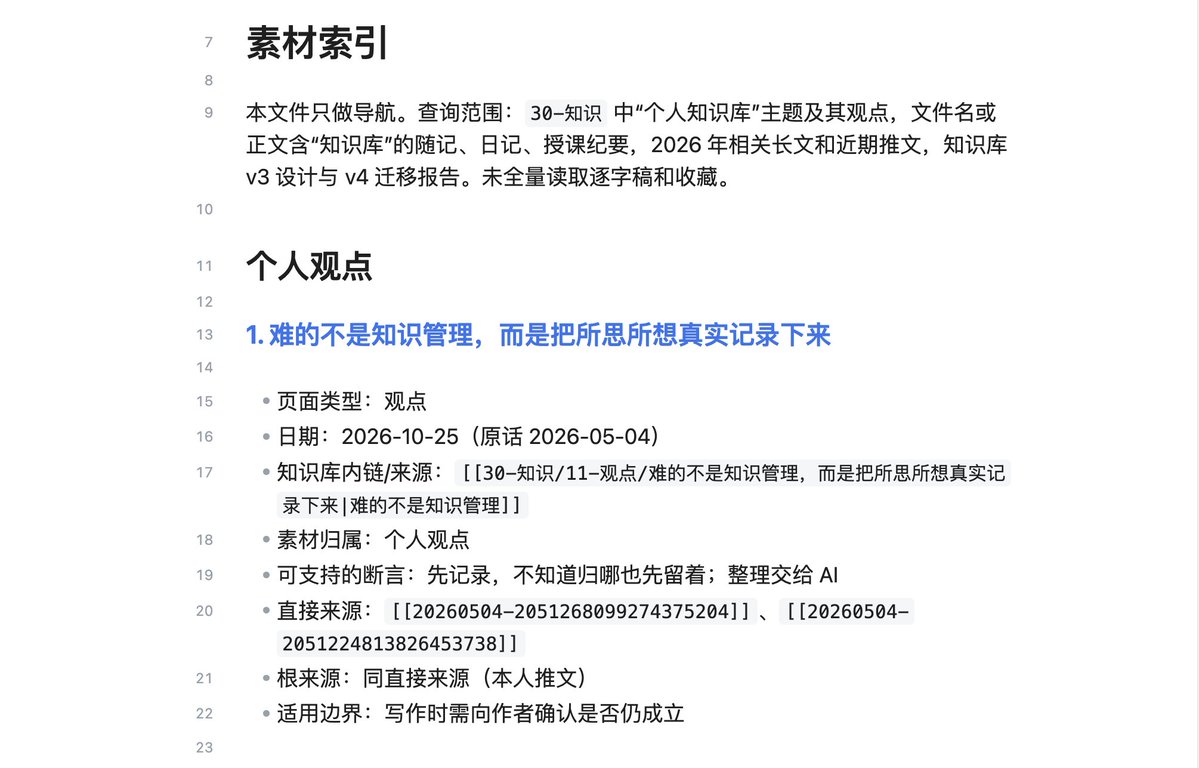 7 素材索引
8
9 本文件只做导航。查询范围：30-知识 中“个人知识库”主题及其观点，文件名或
正文含“知识库”的随记、日记、授课纪要，2026 年相关长文和近期推文，知识库
v3 设计与 v4 迁移报告。未全量读取逐字稿和收藏。
10
11 个人观点
12
13 1. 难的不是知识管理，而是把所思所想真实记录下来
14
15 • 页面类型：观点
16 • 日期：2026-10-25（原话 2026-05-04）
17 • 知识库内链/来源：[[30-知识/11-观点/难的不是知识管理，而是把所思所想真实记
录下来|难的不是知识管理]]
18 • 素材归属：个人观点
19 • 可支持的断言：先记录，不知道归哪也先留着；整理交给 AI
20 • 直接来源：[[20260504-2051268099274375204]]、[[20260504-
2051224813826453738]]
21 • 根来源：同直接来源（本人推文）
22 • 适用边界：写作时需向作者确认是否仍成立
23